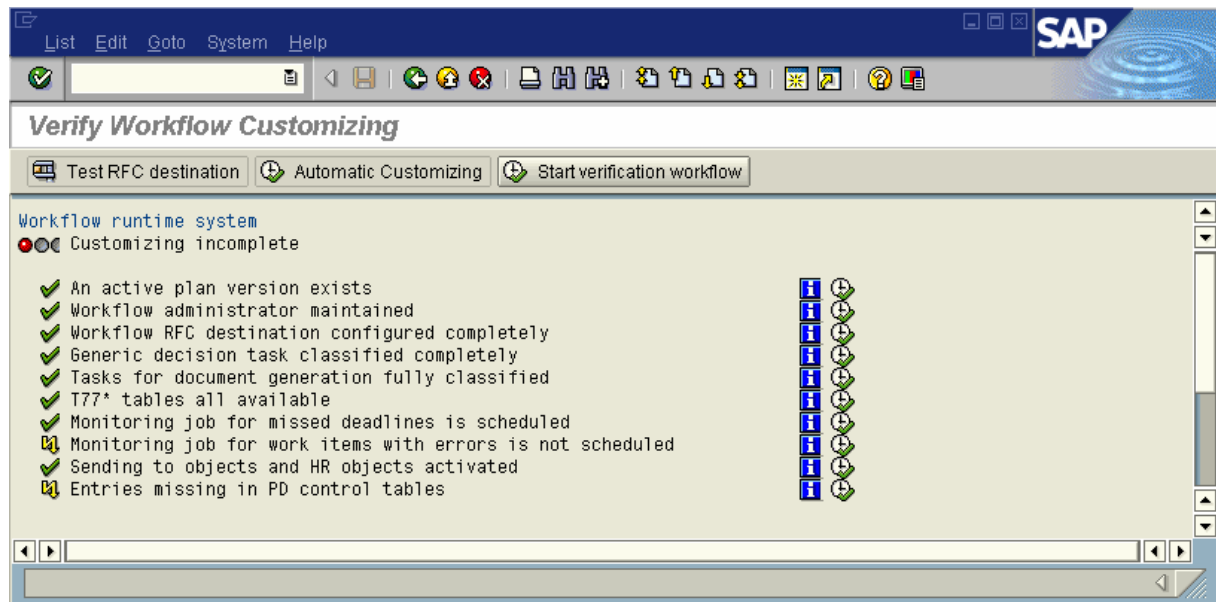 List Edit Goto System Help
SAP
Verify Workflow Customizing
Test RFC destination Automatic Customizing Start verification workflow
Workflow runtime system
Customizing incomplete
An active plan version exists
Workflow administrator maintained
Workflow RFC destination configured completely
Generic decision task classified completely
Tasks for document generation fully classified
T77* tables all available
Monitoring job for missed deadlines is scheduled
Monitoring job for work items with errors is not scheduled
Sending to objects and HR objects activated
Entries missing in PD control tables